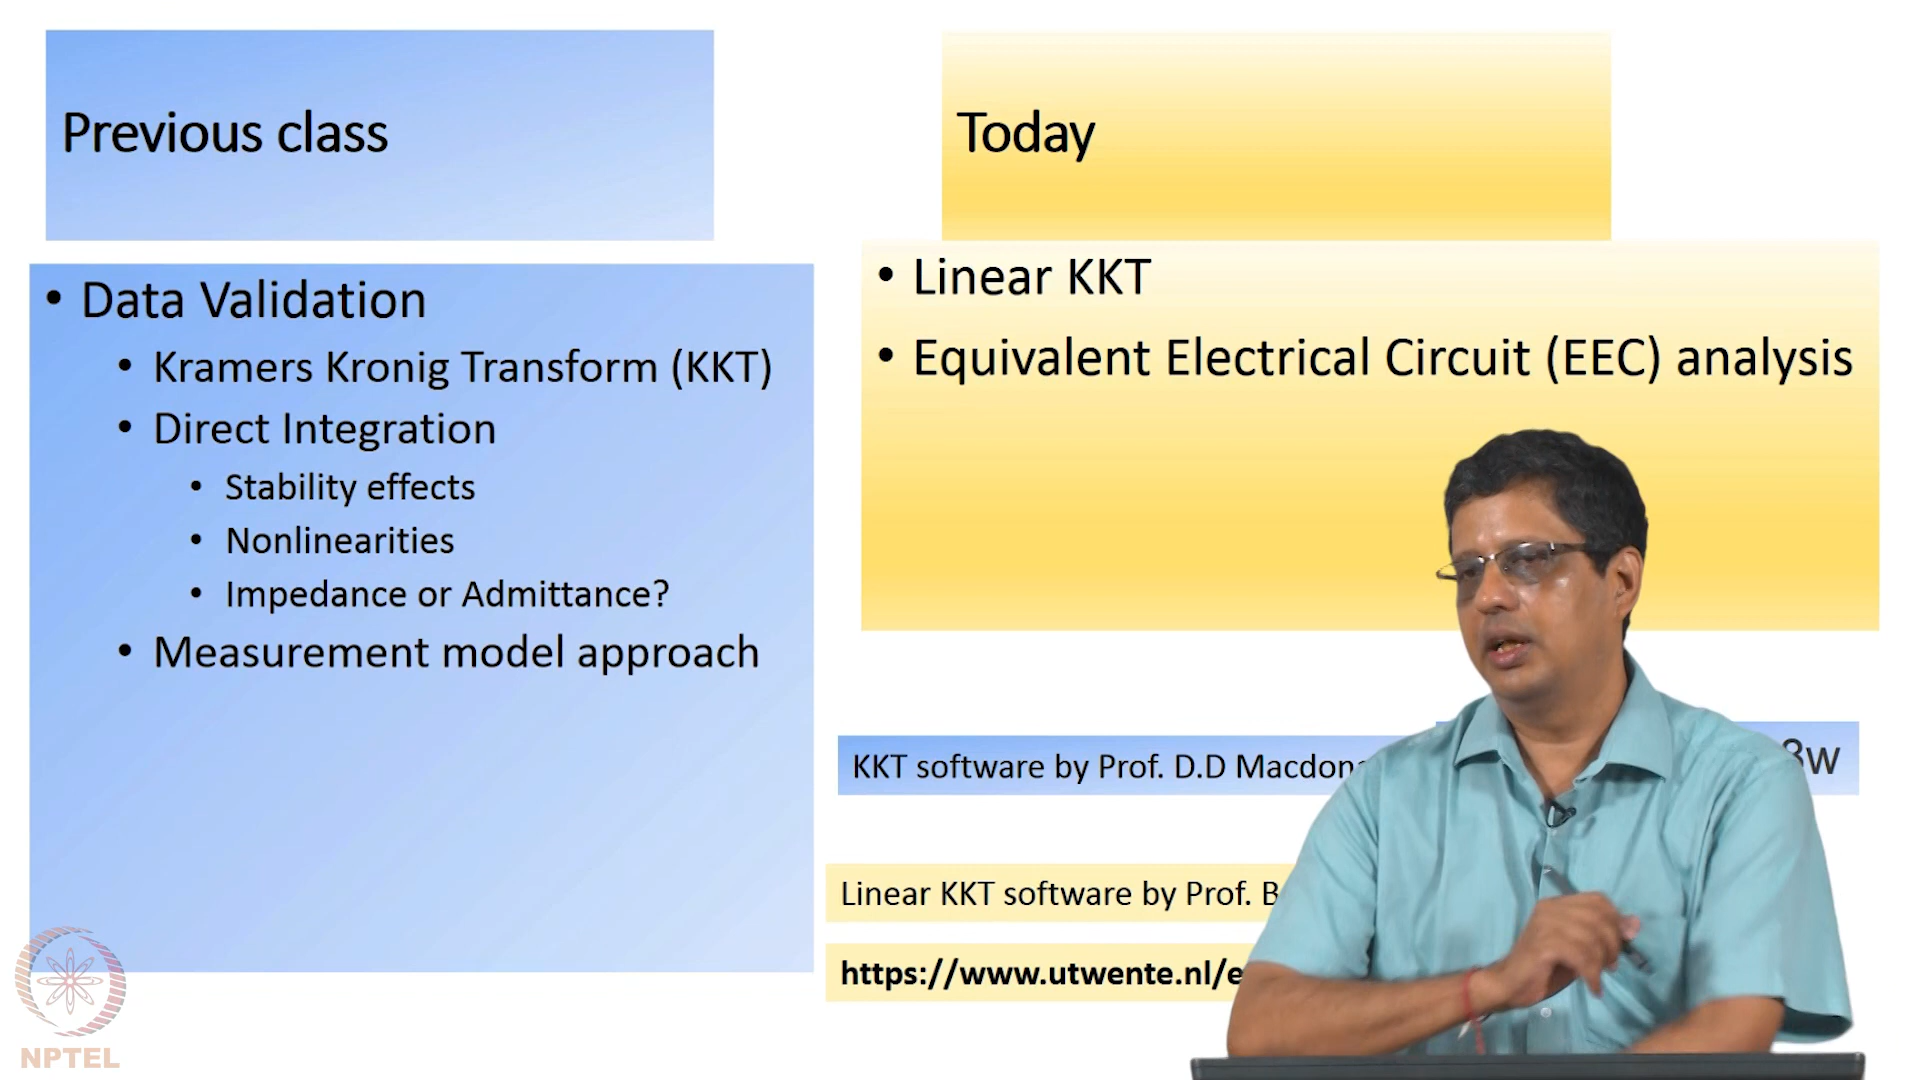 Previous class
• Data Validation
• Kramers Kronig Transform (KKT)
• Direct Integration
• Stability effects
• Nonlinearities
• Impedance or Admittance?
• Measurement model approach
Today
• Linear KKT
• Equivalent Electrical Circuit (EEC) analysis
KKT software by Prof. D.D
Linear KKT software by Prof.
https://www.utwente.nl/
NPTEL